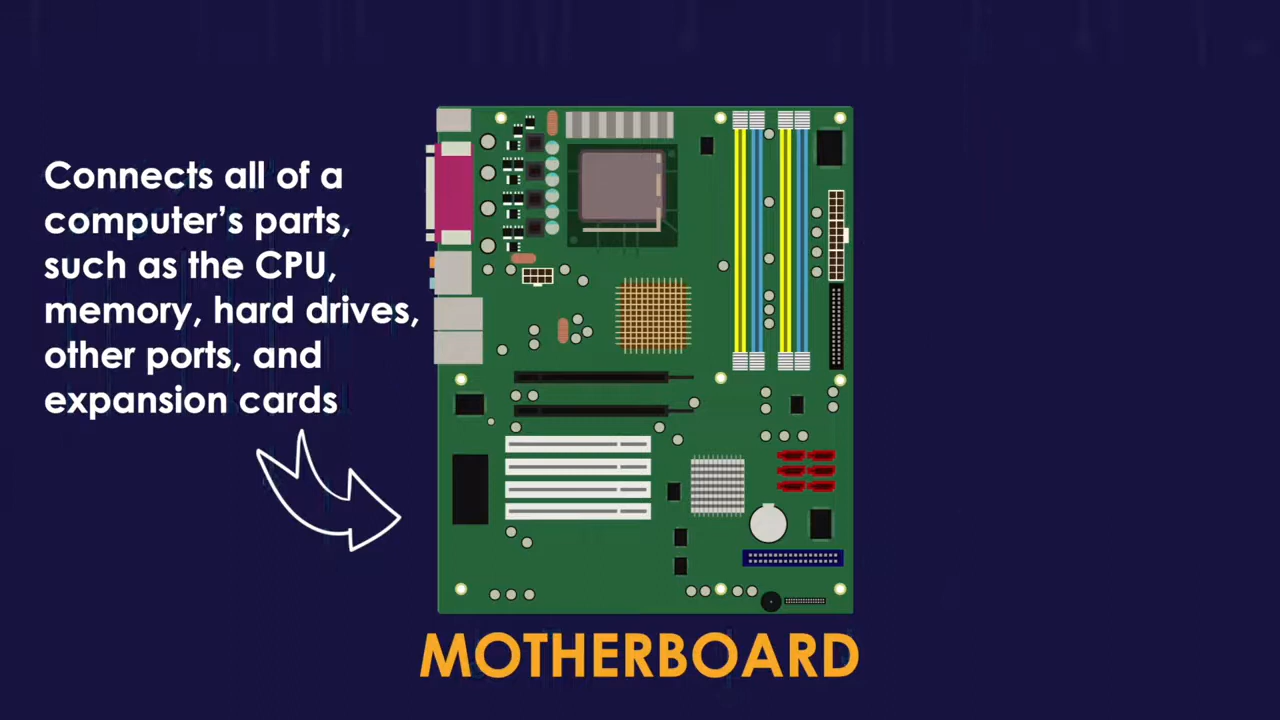 Connects all of a
computer’s parts,
such as the CPU,
memory, hard drives,
other ports, and
expansion cards
MOTHERBOARD